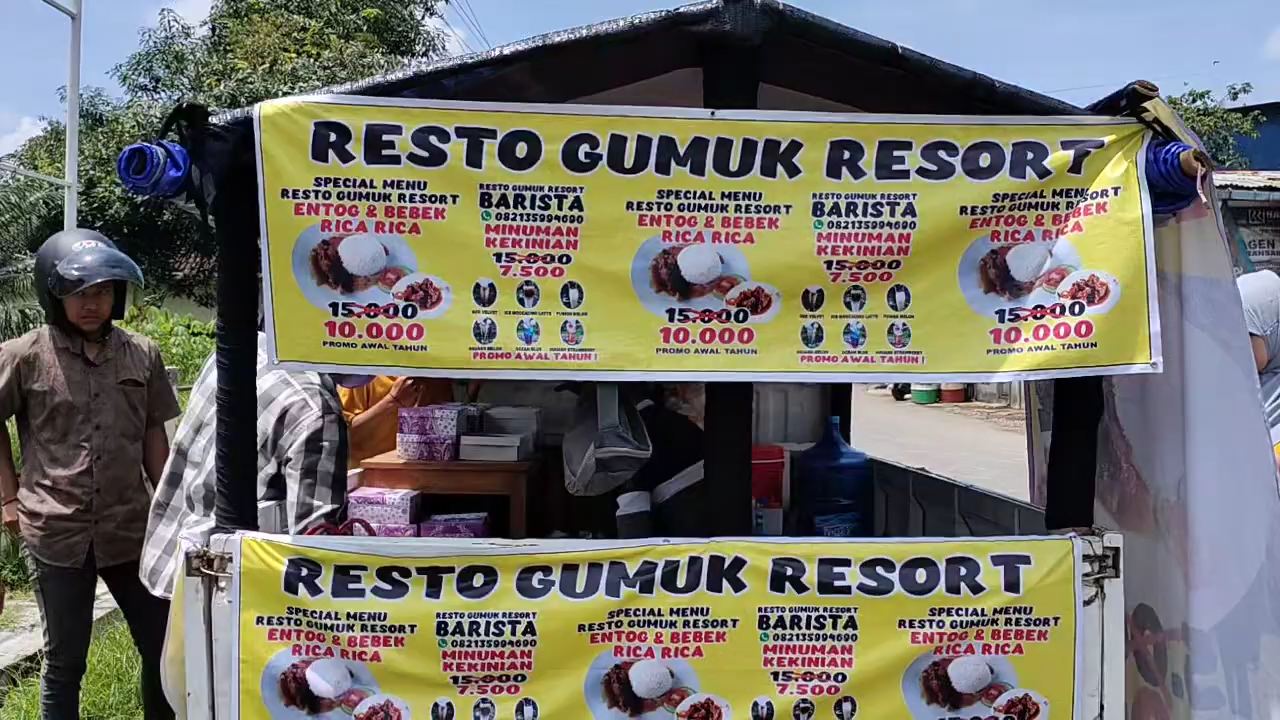 RESTO GUMUK RESORT
SPECIAL MENU
RESTO GUMUK RESORT
ENTOG & BEBEK
RICA RICA
15.000
10.000
PROMO AWAL TAHUN
RESTO GUMUK RESORT
BARISTA
082135994690
MINUMAN
KEKINIAN
15.000
7.500
RED VELVET
PROMO AWAL TAHUN !
SPECIAL MENU
RESTO GUMUK RESORT
ENTOG & BEBEK
RICA RICA
15.000
10.000
PROMO AWAL TAHUN
RESTO GUMUK RESORT
BARISTA
082135994690
MINUMAN
KEKINIAN
15.000
7.500
PROMO AWAL TAHUN !
SPECIAL MENU
RESTO GUMUK RESORT
ENTOG & BEBEK
RICA RICA
15.000
10.000
PROMO AWAL TAHUN
RESTO GUMUK RESORT
SPECIAL MENU
RESTO GUMUK RESORT
ENTOG & BEBEK
RICA RICA
RESTO GUMUK RESORT
BARISTA
082135994690
MINUMAN
KEKINIAN
15.000
7.500
SPECIAL MENU
RESTO GUMUK RESORT
ENTOG & BEBEK
RICA RICA
RESTO GUMUK RESORT
BARISTA
082135994690
MINUMAN
KEKINIAN
15.000
7.500
SPECIAL MENU
RESTO GUMUK RESORT
ENTOG & BEBEK
RICA RICA